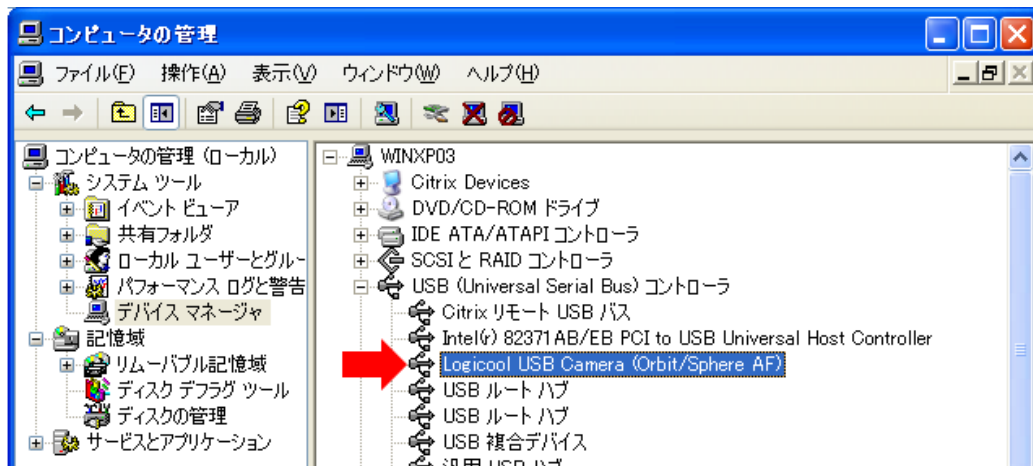 コンピュータの管理
ファイル(F) 操作(A) 表示(V) ウィンドウ(W) ヘルプ(H)
コンピュータの管理 (ローカル)
システム ツール
イベント ビューア
共有フォルダ
ローカル ユーザーとグルー
パフォーマンス ログと警告
デバイス マネージャ
記憶域
リムーバブル記憶域
ディスク デフラグ ツール
ディスクの管理
サービスとアプリケーション
WINXP03
Citrix Devices
DVD/CD-ROM ドライブ
IDE ATA/ATAPI コントローラ
SCSI と RAID コントローラ
USB (Universal Serial Bus) コントローラ
Citrix リモート USB バス
Intel(r) 82371AB/EB PCI to USB Universal Host Controller
Logicool USB Camera (Orbit/Sphere AF)
USB ルート ハブ
USB ルート ハブ
USB 複合デバイス
汎用 USB ハブ